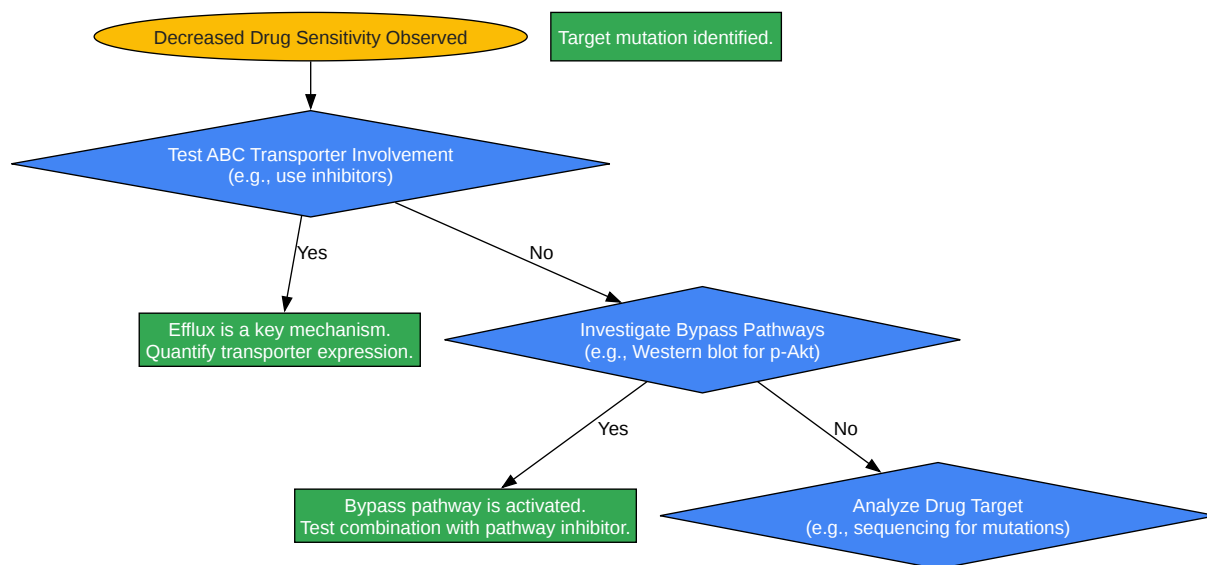 Decreased Drug Sensitivity Observed
Target mutation identified.
Test ABC Transporter Involvement
(e.g., use inhibitors)
Yes
No
Efflux is a key mechanism.
Quantify transporter expression.
Investigate Bypass Pathways
(e.g., Western blot for p-Akt)
Yes
No
Bypass pathway is activated.
Test combination with pathway inhibitor.
Analyze Drug Target
(e.g., sequencing for mutations)